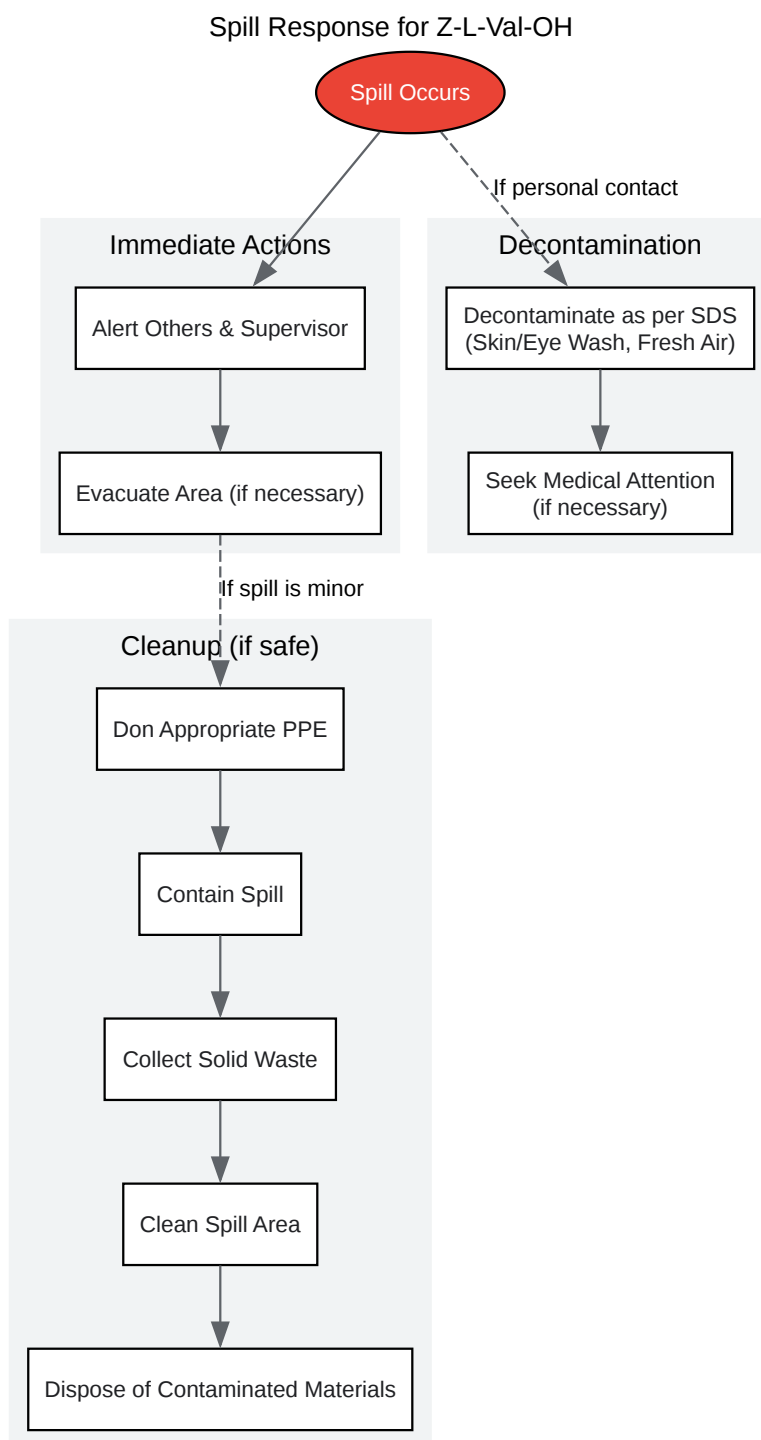 Spill Response for Z-L-Val-OH
Spill Occurs
If personal contact
Immediate Actions
Alert Others & Supervisor
Evacuate Area (if necessary)
Decontamination
Decontaminate as per SDS
(Skin/Eye Wash, Fresh Air)
Seek Medical Attention
(if necessary)
If spill is minor
Cleanup (if safe)
Don Appropriate PPE
Contain Spill
Collect Solid Waste
Clean Spill Area
Dispose of Contaminated Materials